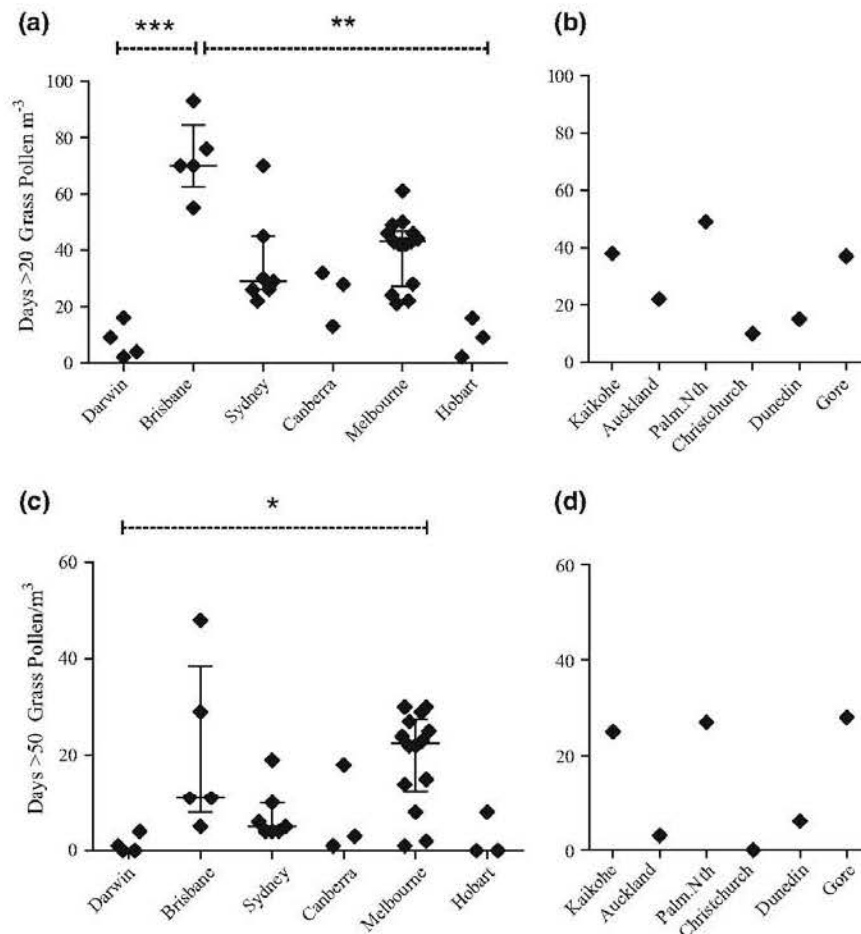 (a)
***
**
Days >20 Grass Pollen m-3
100
80
60
40
20
0
Darwin
Brisbane
Sydney
Canberra
Melbourne
Hobart
(b)
100
80
60
40
20
0
Kaikohe
Auckland
Palm.Nth
Christchurch
Dunedin
Gore
(c)
*
Days >50 Grass Pollen/m3
60
40
20
0
Darwin
Brisbane
Sydney
Canberra
Melbourne
Hobart
(d)
60
40
20
0
Kaikohe
Auckland
Palm.Nth
Christchurch
Dunedin
Gore